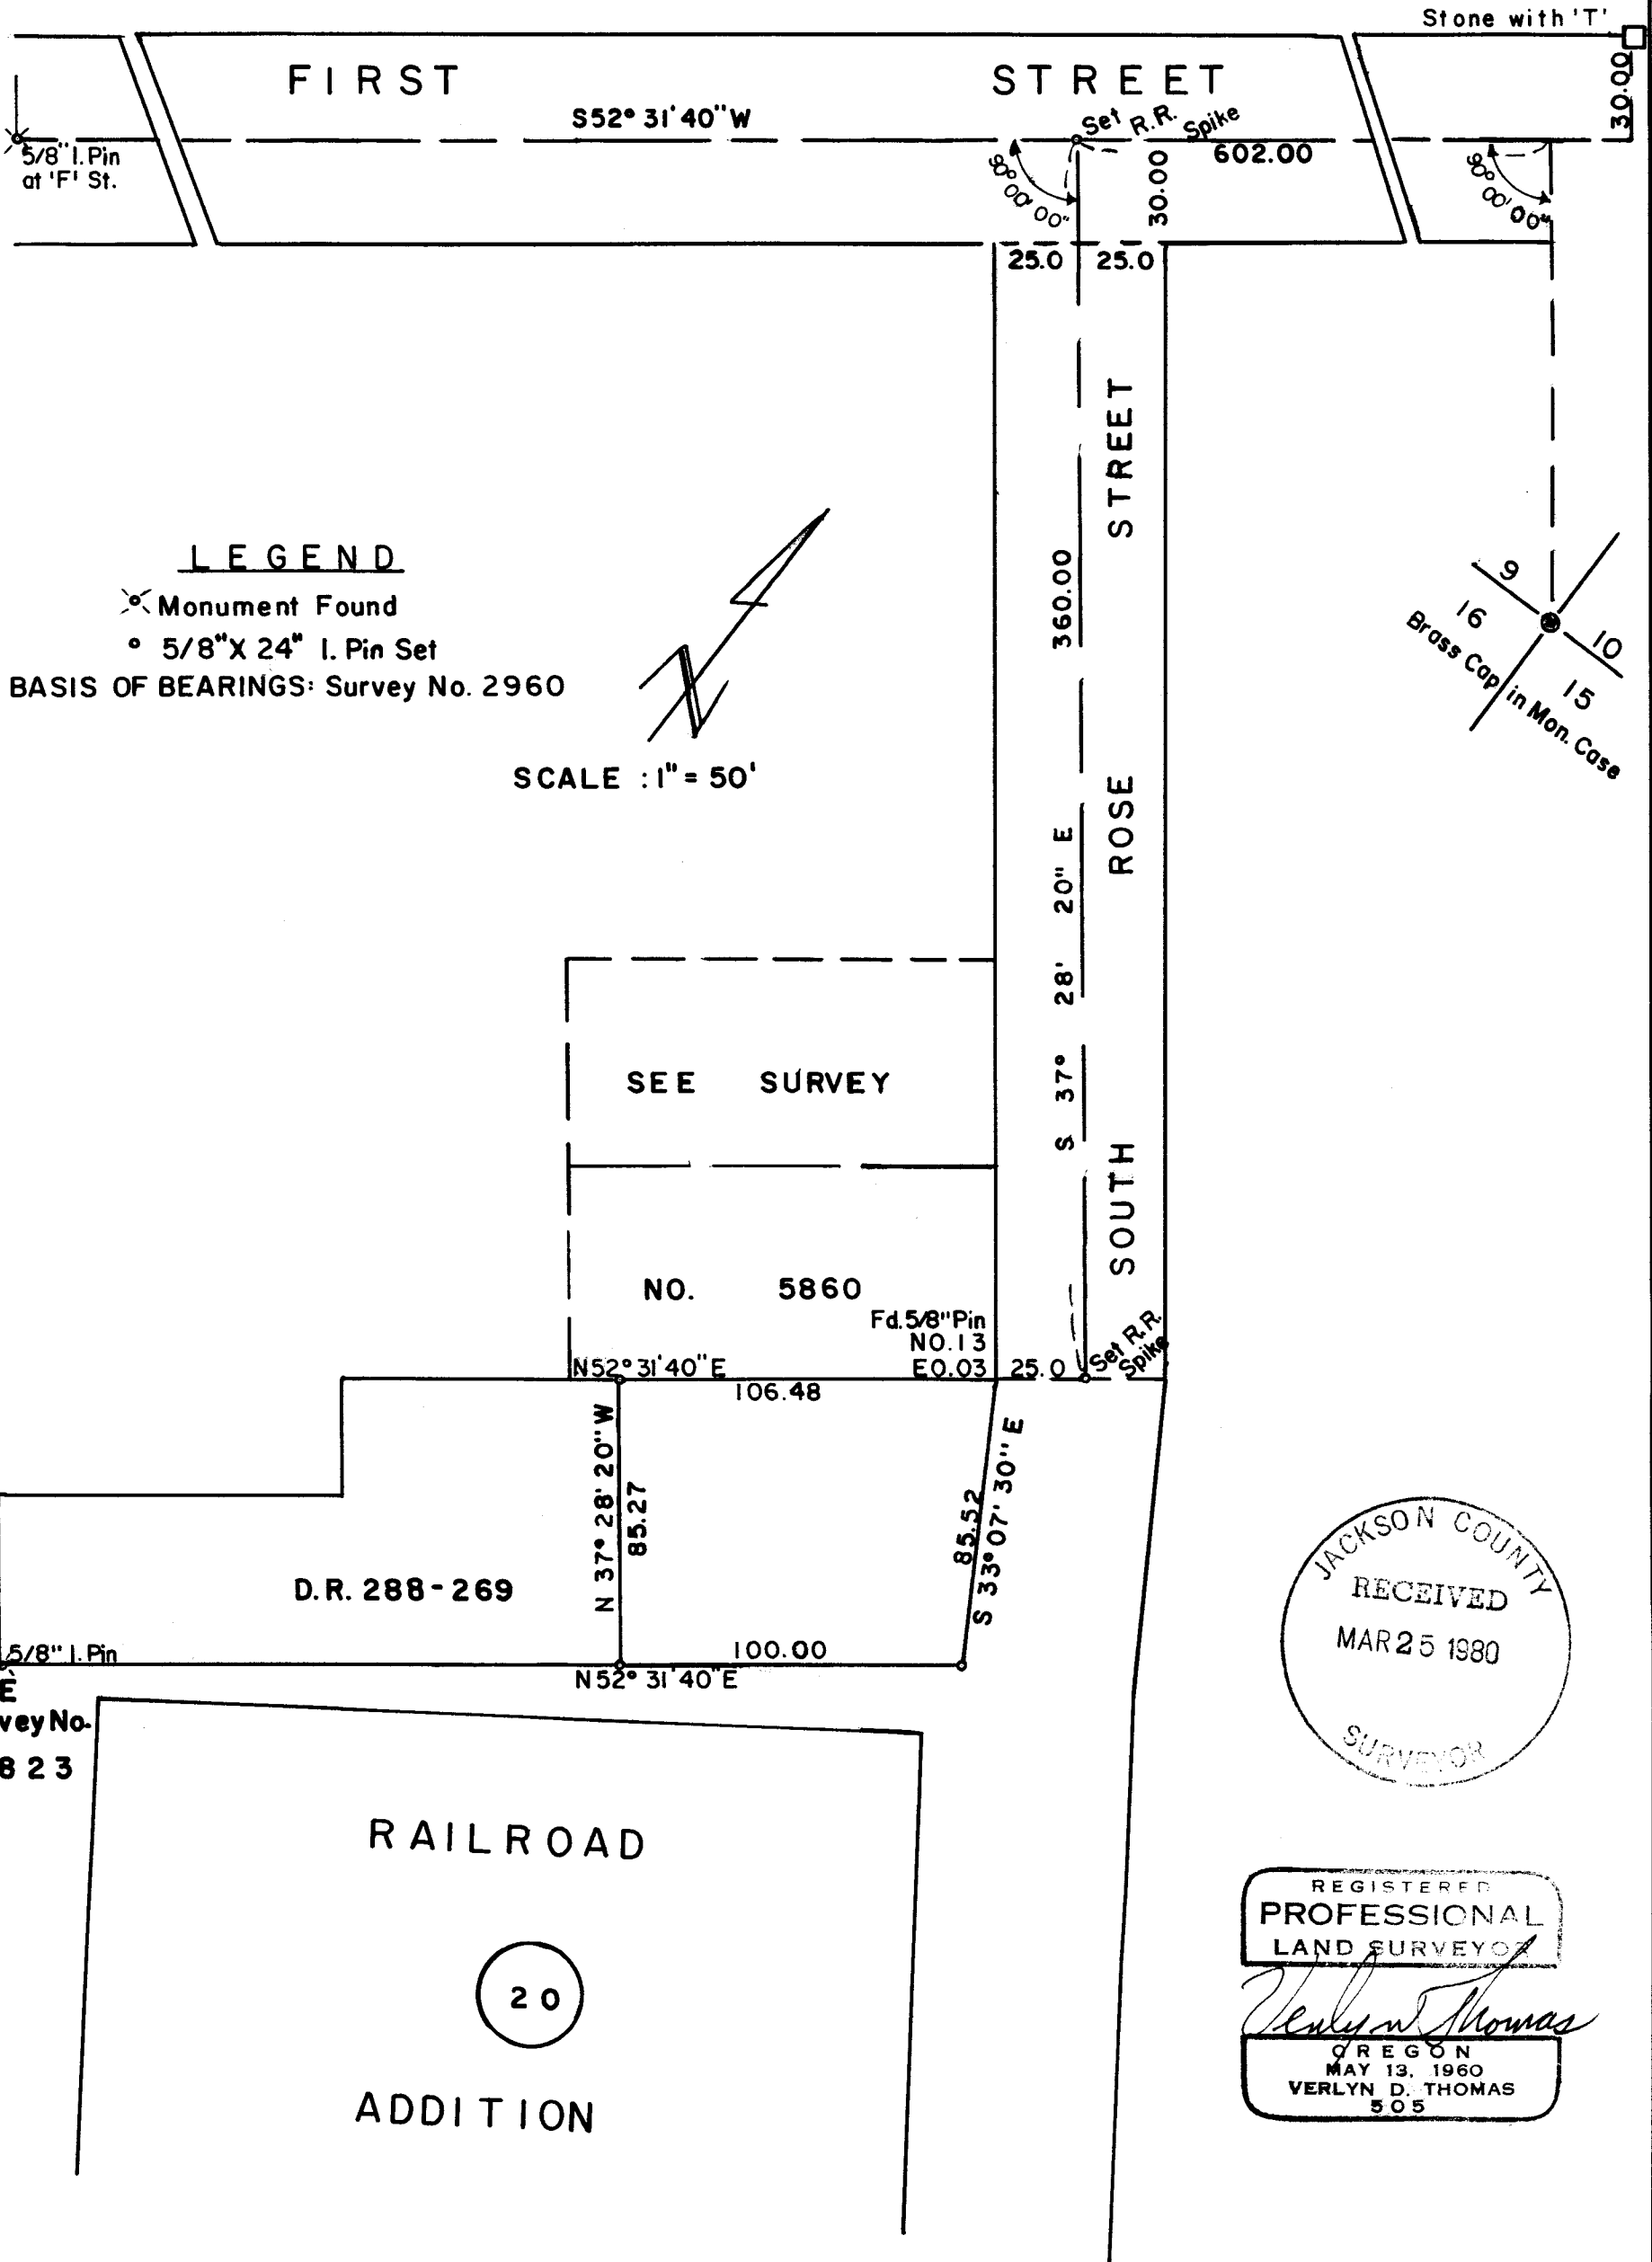 Stone with 'T'
FIRST STREET
30.00
S52° 31' 40" W
Set R.R. Spike
602.00
5/8" I. Pin
at 'F' St.
90° 00' 00"
30.00
90° 00' 00"
25.0 25.0
STREET
360.00
LEGEND
Monument Found
5/8" X 24" I. Pin Set
BASIS OF BEARINGS: Survey No. 2960
SCALE : 1" = 50'
9
16
10
15
Brass Cap in Mon. Case
ROSE
S 37° 28' 20" E
SOUTH
SEE SURVEY
NO. 5860
Fd. 5/8" Pin
NO.13
E0.03
25.0
Set R.R.
Spike
N52° 31' 40" E
106.48
N 37° 28' 20" W
85.27
85.52
S 33° 07' 30" E
D.R. 288-269
5/8" I. Pin
100.00
N 52° 31' 40" E
E
vey No.
823
RAILROAD
20
ADDITION
JACKSON COUNTY
RECEIVED
MAR 25 1980
SURVEYOR
REGISTERED
PROFESSIONAL
LAND SURVEYOR
Verlyn Thomas
OREGON
MAY 13, 1960
VERLYN D. THOMAS
505